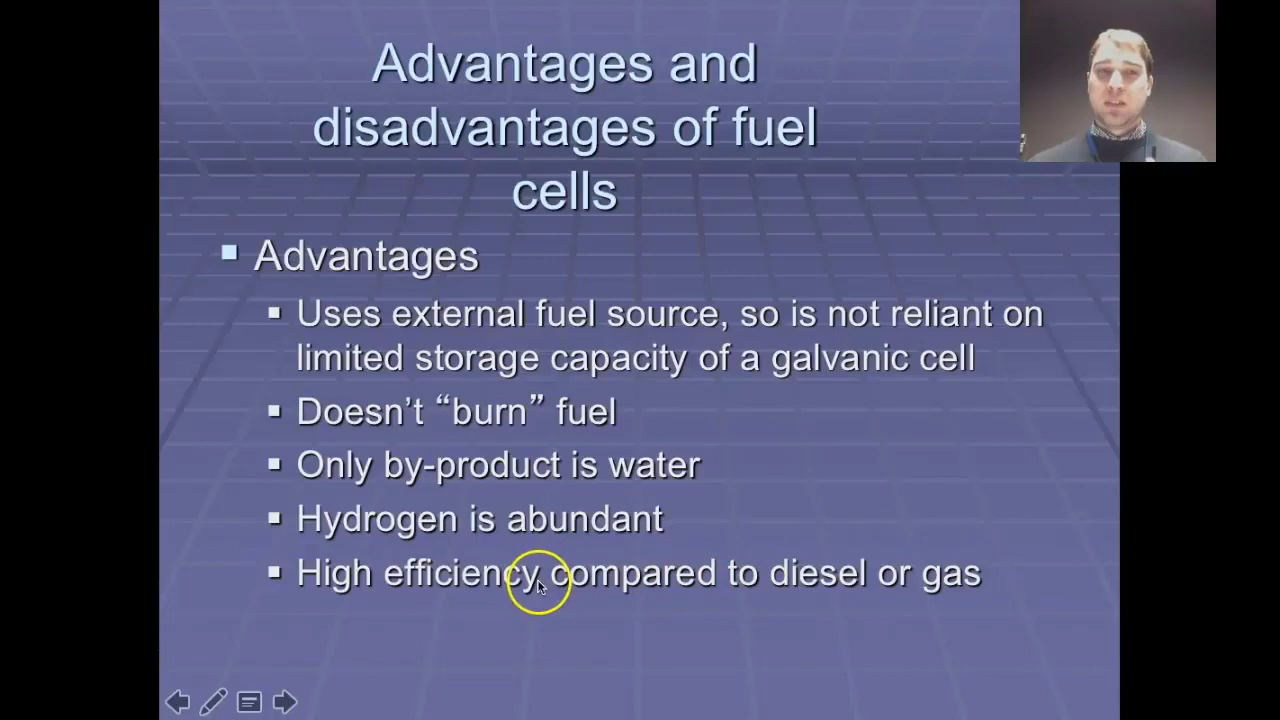 Advantages and
disadvantages of fuel
cells
Advantages
Uses external fuel source, so is not reliant on
limited storage capacity of a galvanic cell
Doesn’t “burn” fuel
Only by-product is water
Hydrogen is abundant
High efficiency compared to diesel or gas